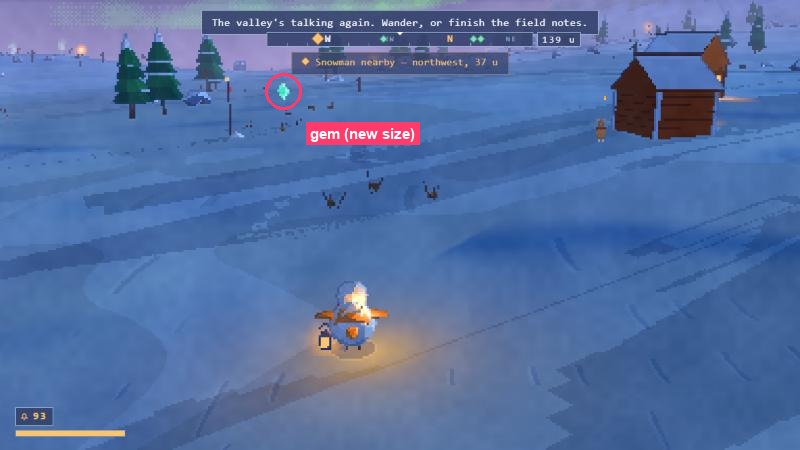 The valley's talking again. Wander, or finish the field notes.
W NW N NE 139 u
Snowman nearby — northwest, 37 u
gem (new size)
93